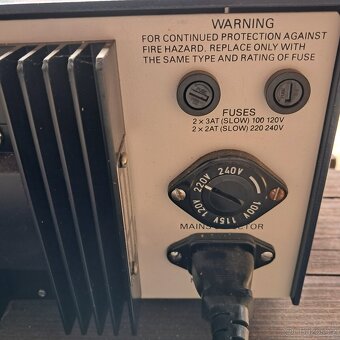 WARNING
FOR CONTINUED PROTECTION AGAINST
FIRE HAZARD. REPLACE ONLY WITH
THE SAME TYPE AND RATING OF FUSE
FUSES
2 x 3AT (SLOW) 100 120V
2 x 2AT (SLOW) 220 240V
240V
220V
120V
115V
100V
MAINS